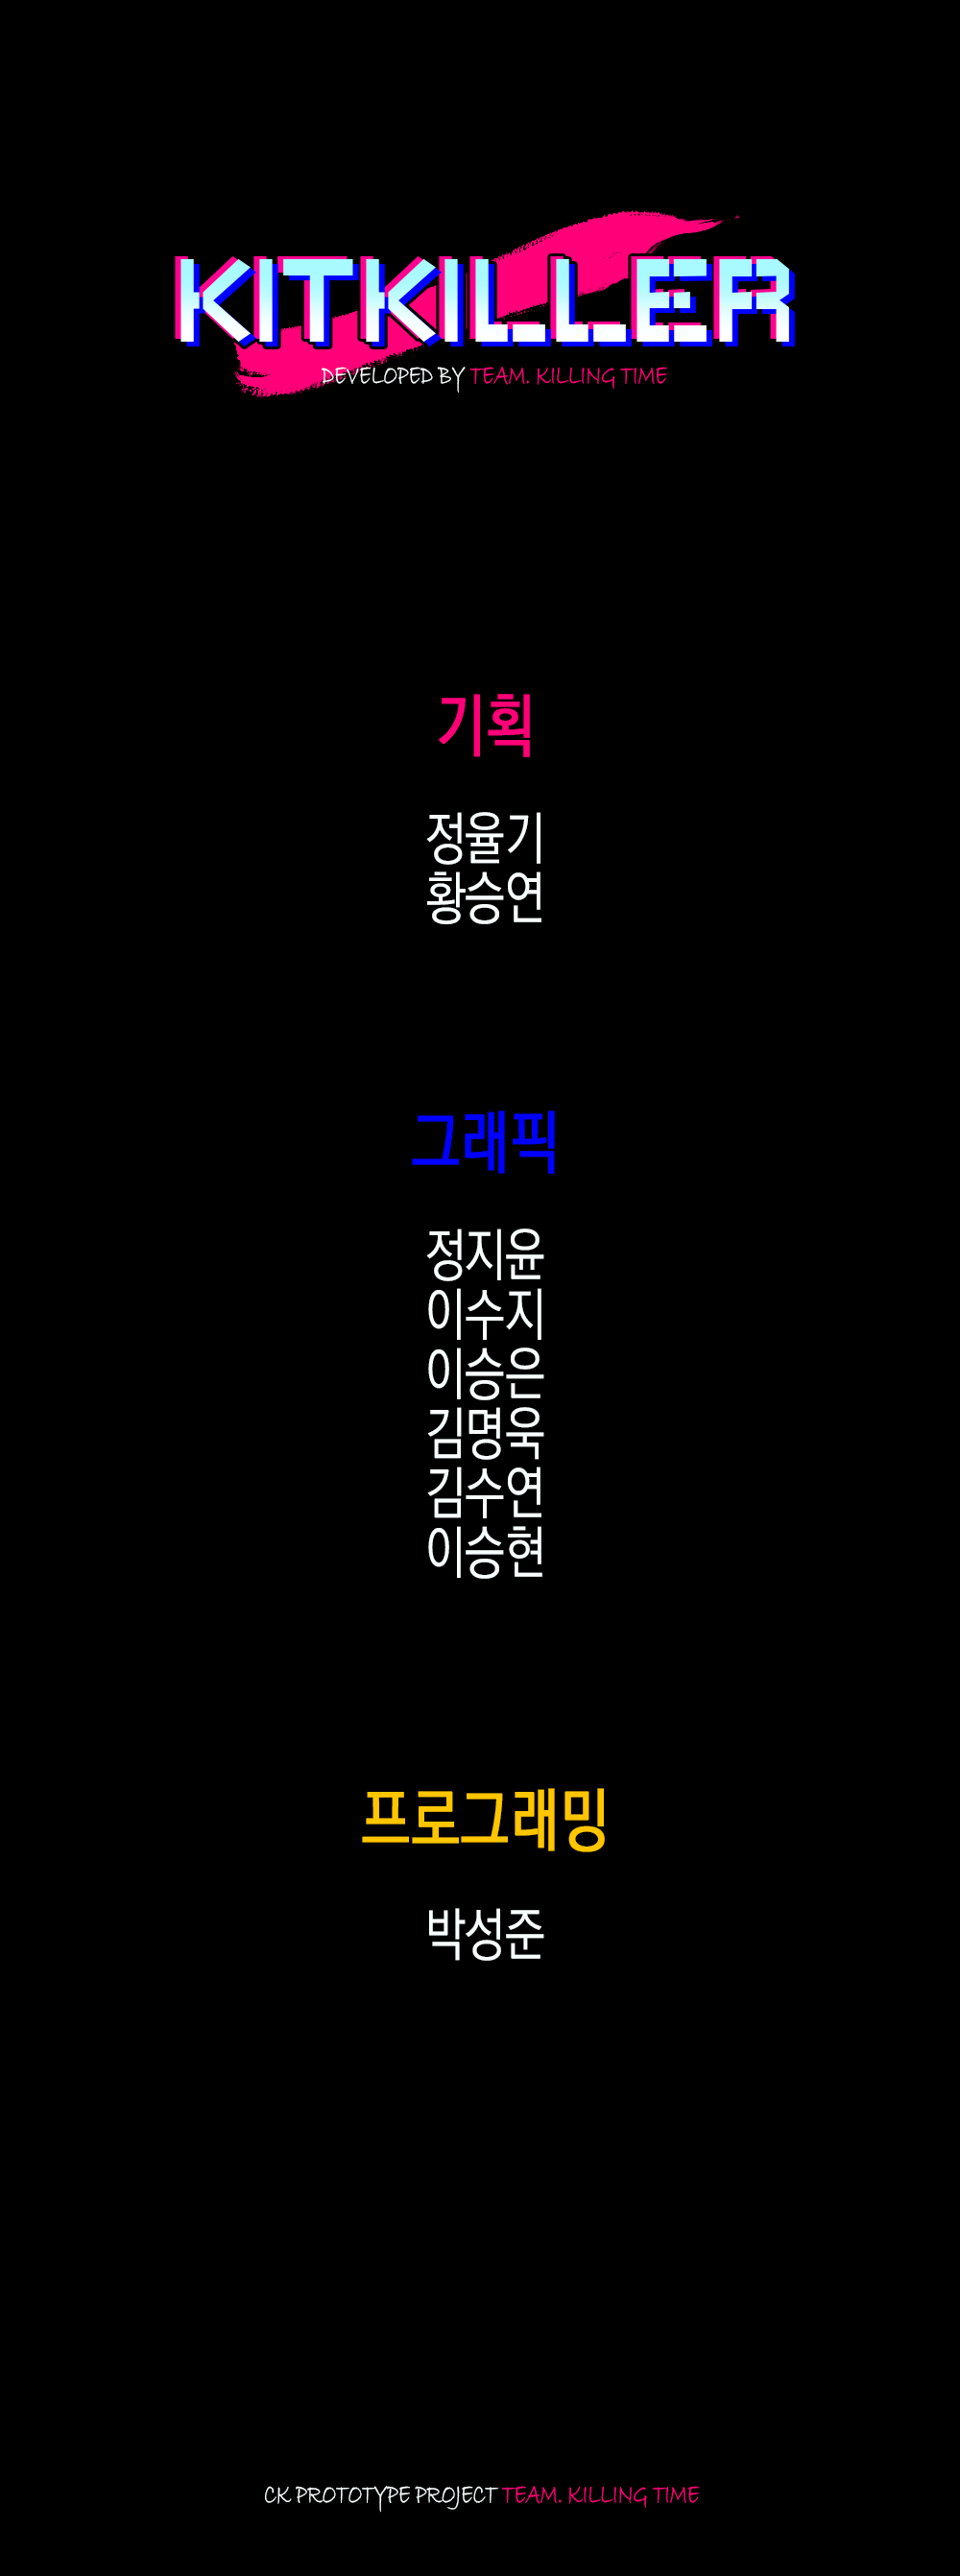 KITKILLER
DEVELOPED BY TEAM. KILLING TIME
기획
정율기
황승연
그래픽
정지윤
이수지
이승은
김명욱
김수연
이승현
프로그래밍
박성준
CK PROTOTYPE PROJECT TEAM. KILLING TIME